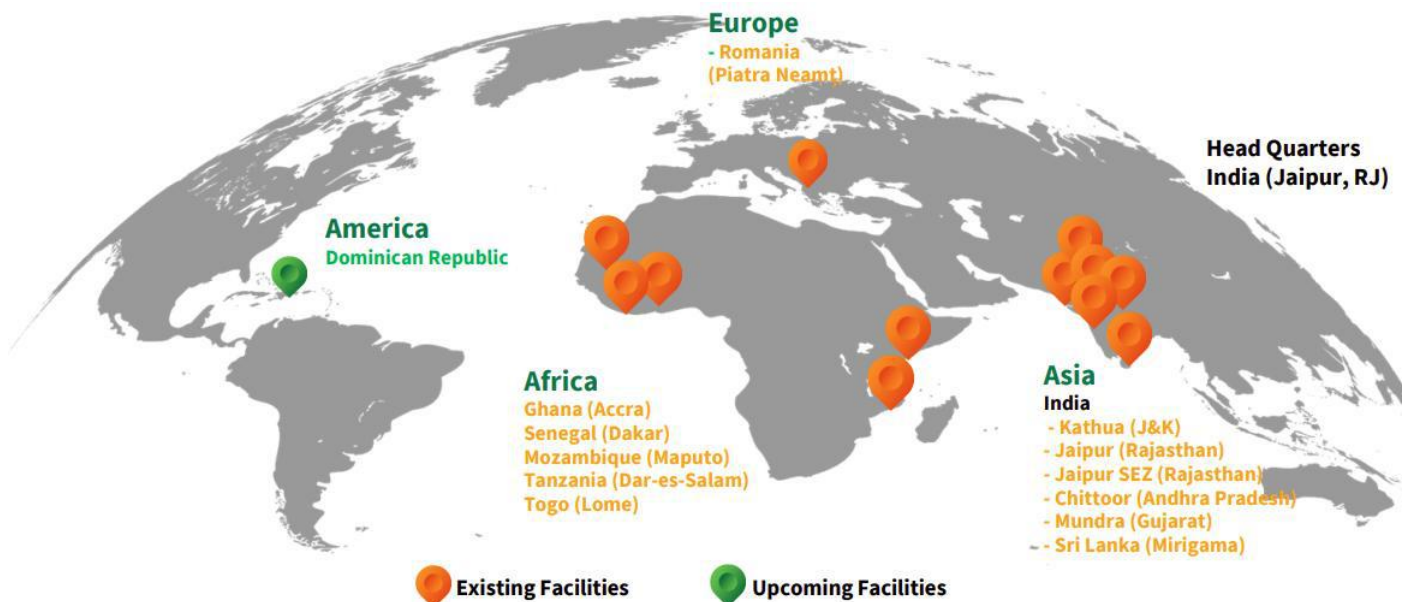 Europe
- Romania
(Piatra Neamț)
Head Quarters
India (Jaipur, RJ)
America
Dominican Republic
Africa
Ghana (Accra)
Senegal (Dakar)
Mozambique (Maputo)
Tanzania (Dar-es-Salam)
Togo (Lome)
Asia
India
- Kathua (J&K)
- Jaipur (Rajasthan)
- Jaipur SEZ (Rajasthan)
- Chittoor (Andhra Pradesh)
- Mundra (Gujarat)
- Sri Lanka (Mirigama)
Existing Facilities
Upcoming Facilities